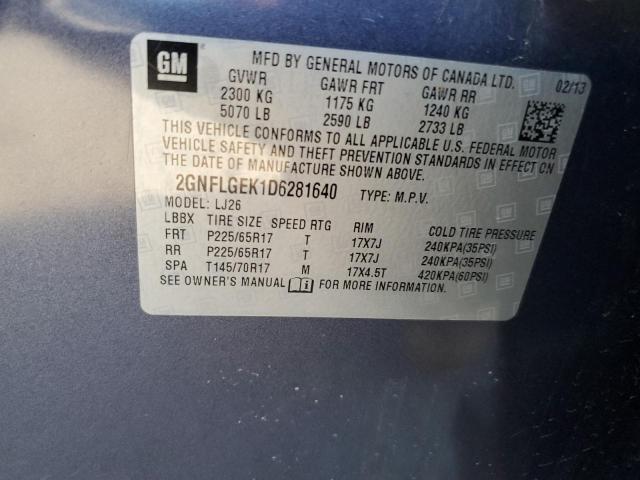 GM
MFD BY GENERAL MOTORS OF CANADA LTD.
02/13
GVWR GAWR FRT GAWR RR
2300 KG 1175 KG 1240 KG
5070 LB 2590 LB 2733 LB
THIS VEHICLE CONFORMS TO ALL APPLICABLE U.S. FEDERAL MOTOR
VEHICLE SAFETY AND THEFT PREVENTION STANDARDS IN EFFECT ON
THE DATE OF MANUFACTURE SHOWN ABOVE.
2GNFLGEK1D6281640 TYPE: M.P.V.
MODEL: LJ26
LBBX TIRE SIZE SPEED RTG RIM COLD TIRE PRESSURE
FRT P225/65R17 T 17X7J 240KPA(35PSI)
RR P225/65R17 T 17X7J 240KPA(35PSI)
SPA T145/70R17 M 17X4.5T 420KPA(60PSI)
SEE OWNER'S MANUAL FOR MORE INFORMATION.